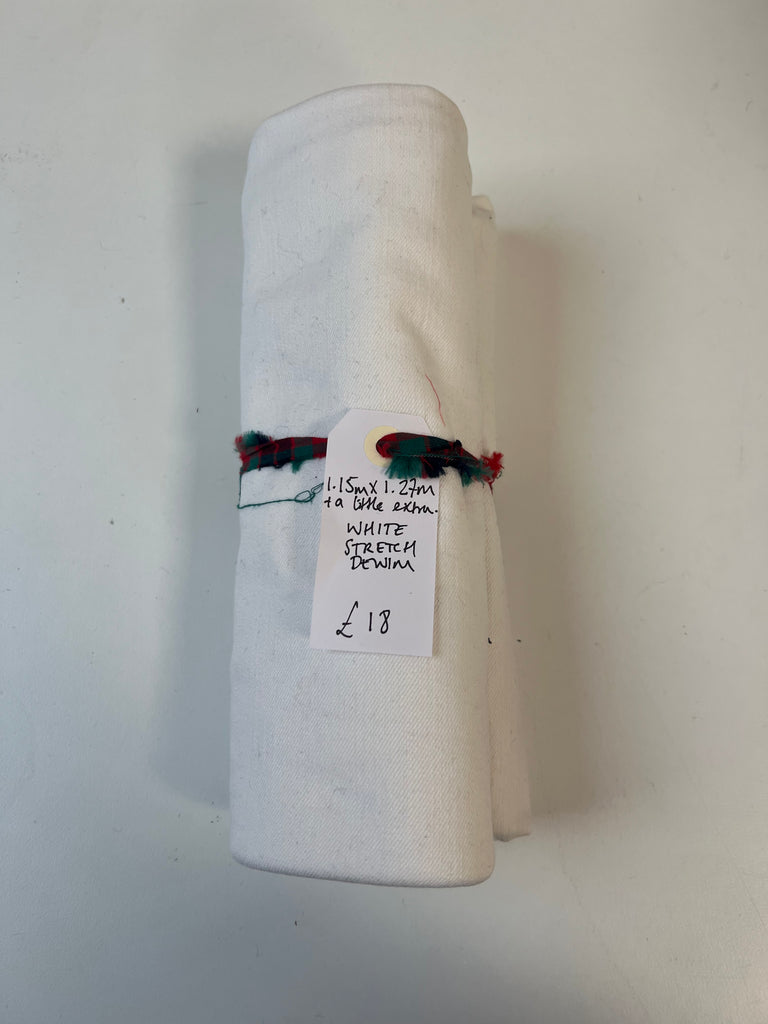 1.15m X 1.27m
+ a little extra.
WHITE
STRETCH
DENIM
£18